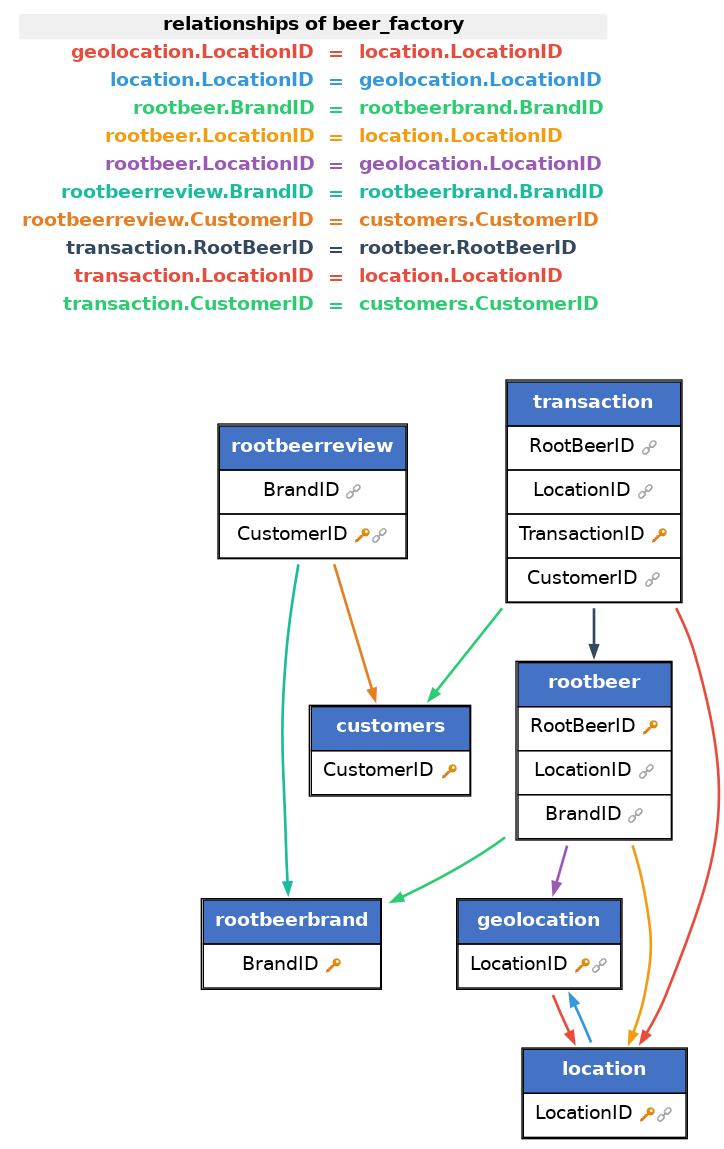 relationships of beer_factory
geolocation.LocationID = location.LocationID
location.LocationID = geolocation.LocationID
rootbeer.BrandID = rootbeerbrand.BrandID
rootbeer.LocationID = location.LocationID
rootbeer.LocationID = geolocation.LocationID
rootbeerreview.BrandID = rootbeerbrand.BrandID
rootbeerreview.CustomerID = customers.CustomerID
transaction.RootBeerID = rootbeer.RootBeerID
transaction.LocationID = location.LocationID
transaction.CustomerID = customers.CustomerID
transaction
RootBeerID
LocationID
TransactionID
CustomerID
rootbeerreview
BrandID
CustomerID
rootbeer
RootBeerID
LocationID
BrandID
customers
CustomerID
rootbeerbrand
BrandID
geolocation
LocationID
location
LocationID